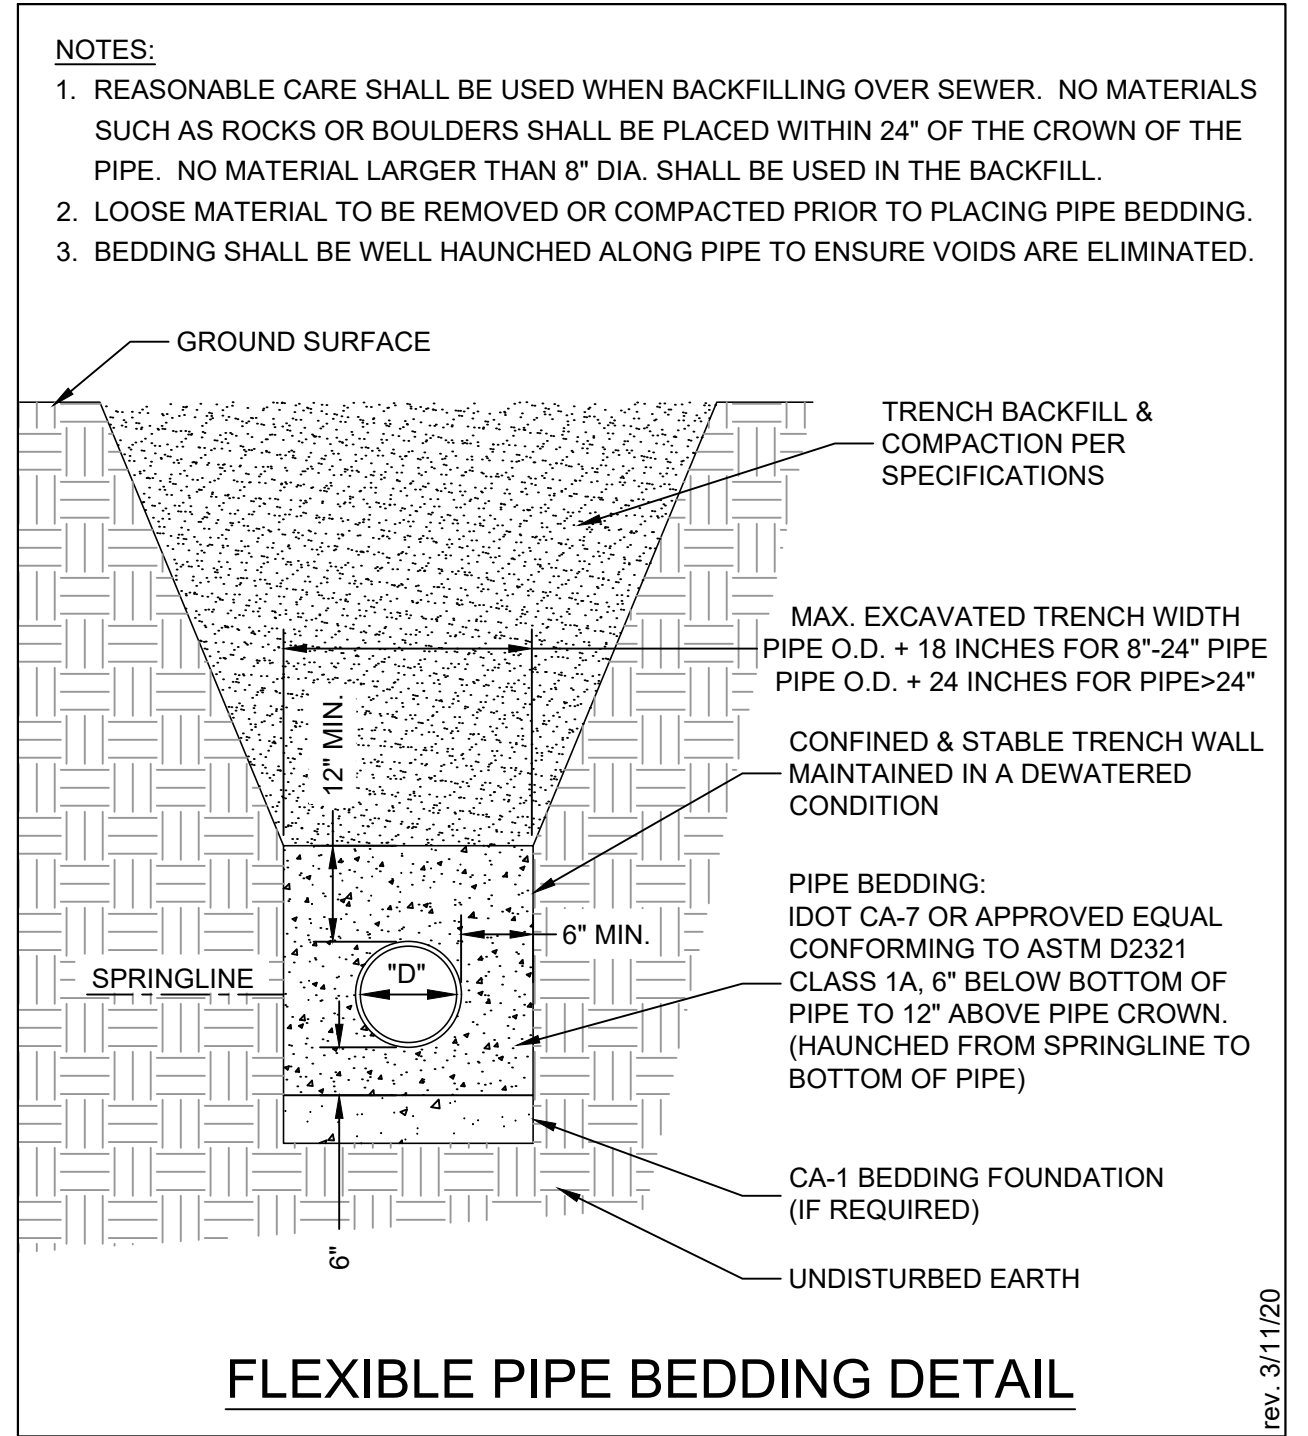 NOTES:
1. REASONABLE CARE SHALL BE USED WHEN BACKFILLING OVER SEWER. NO MATERIALS
SUCH AS ROCKS OR BOULDERS SHALL BE PLACED WITHIN 24" OF THE CROWN OF THE
PIPE. NO MATERIAL LARGER THAN 8" DIA. SHALL BE USED IN THE BACKFILL.
2. LOOSE MATERIAL TO BE REMOVED OR COMPACTED PRIOR TO PLACING PIPE BEDDING.
3. BEDDING SHALL BE WELL HAUNCHED ALONG PIPE TO ENSURE VOIDS ARE ELIMINATED.
GROUND SURFACE
TRENCH BACKFILL &
COMPACTION PER
SPECIFICATIONS
MAX. EXCAVATED TRENCH WIDTH
PIPE O.D. + 18 INCHES FOR 8"-24" PIPE
PIPE O.D. + 24 INCHES FOR PIPE>24"
12" MIN.
CONFINED & STABLE TRENCH WALL
MAINTAINED IN A DEWATERED
CONDITION
6" MIN.
"D"
SPRINGLINE
PIPE BEDDING:
IDOT CA-7 OR APPROVED EQUAL
CONFORMING TO ASTM D2321
CLASS 1A, 6" BELOW BOTTOM OF
PIPE TO 12" ABOVE PIPE CROWN.
(HAUNCHED FROM SPRINGLINE TO
BOTTOM OF PIPE)
CA-1 BEDDING FOUNDATION
(IF REQUIRED)
6"
UNDISTURBED EARTH
FLEXIBLE PIPE BEDDING DETAIL
rev. 3/11/20